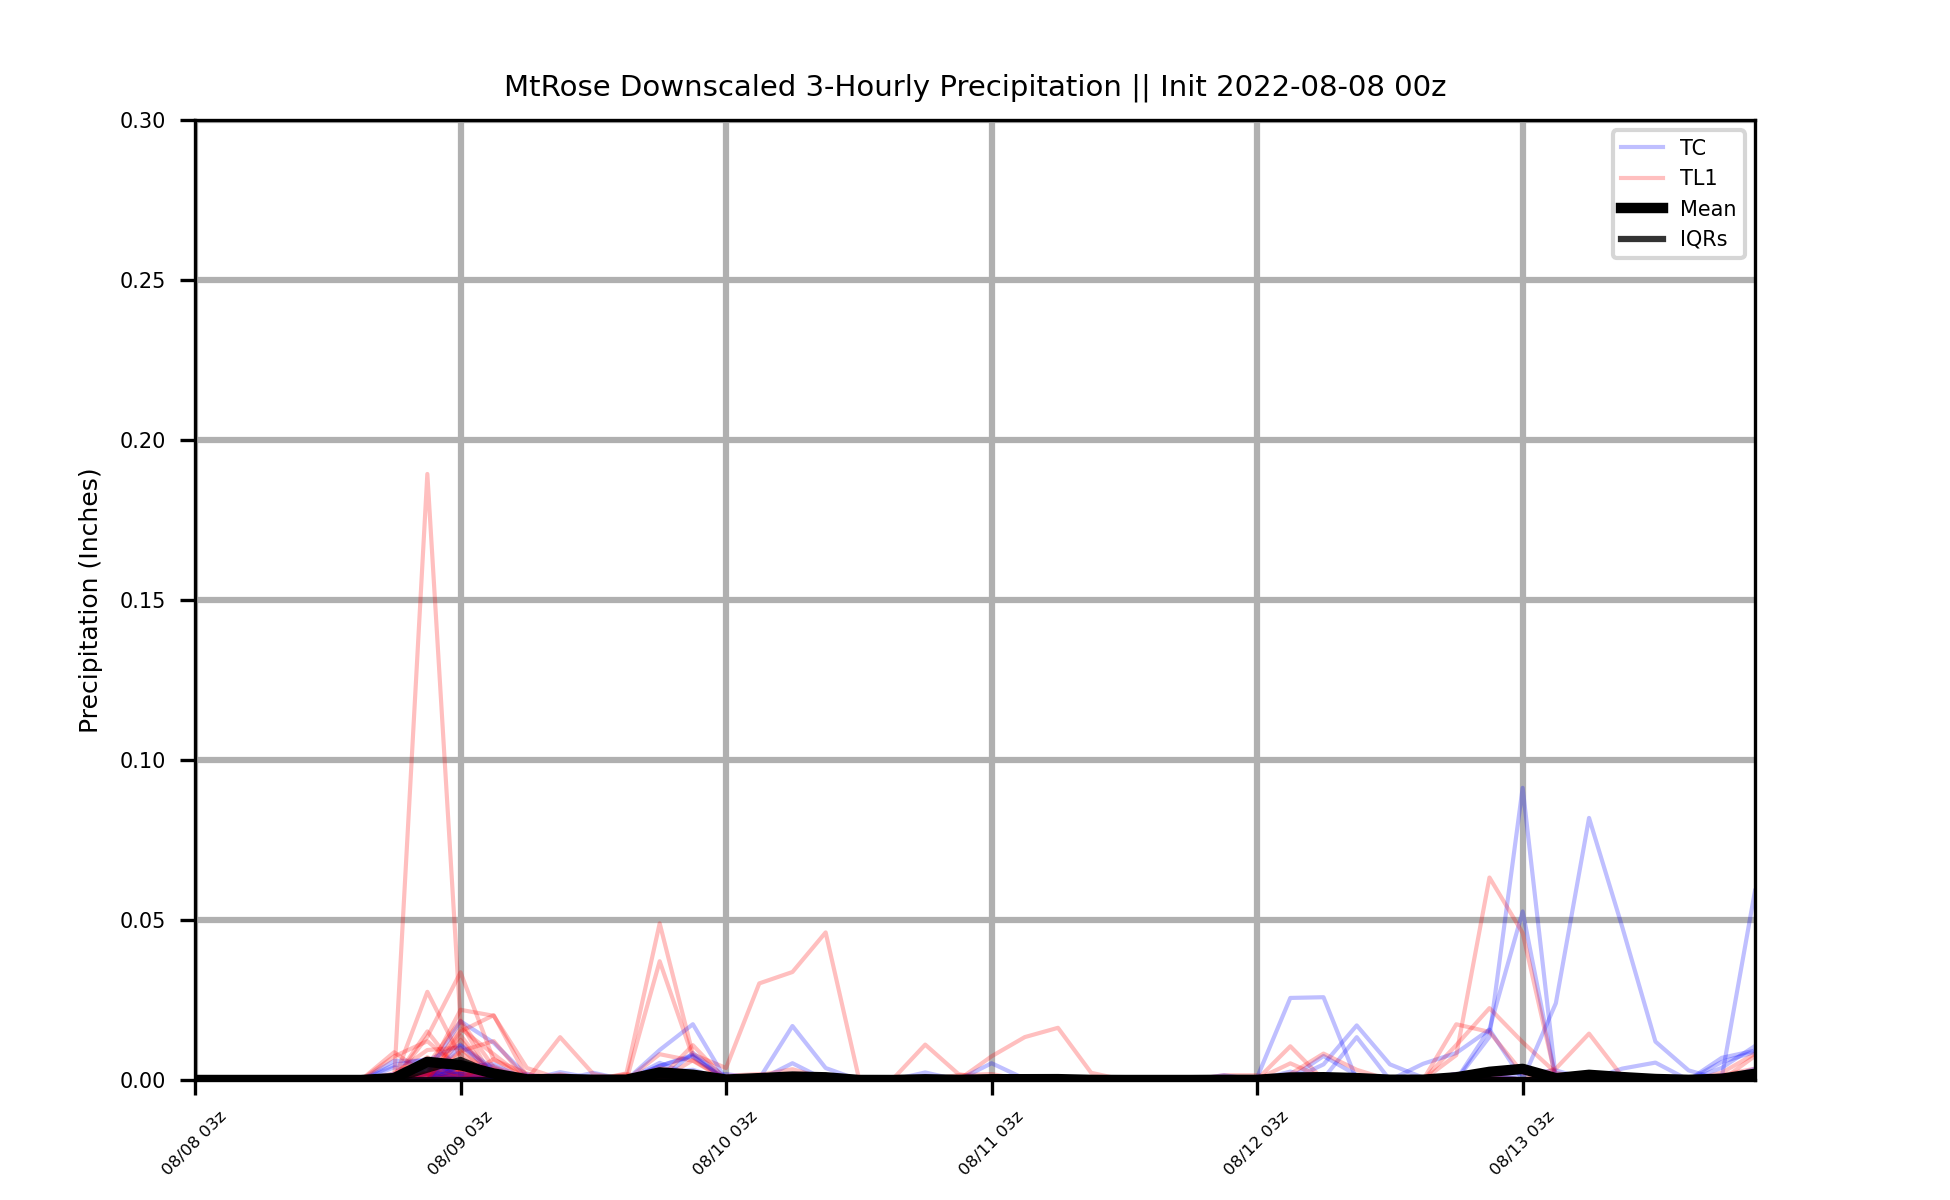 MtRose Downscaled 3-Hourly Precipitation || Init 2022-08-08 00z
TC
TL1
Mean
IQRs
Precipitation (Inches)
0.30
0.25
0.20
0.15
0.10
0.05
0.00
08/08 03z
08/09 03z
08/10 03z
08/11 03z
08/12 03z
08/13 03z